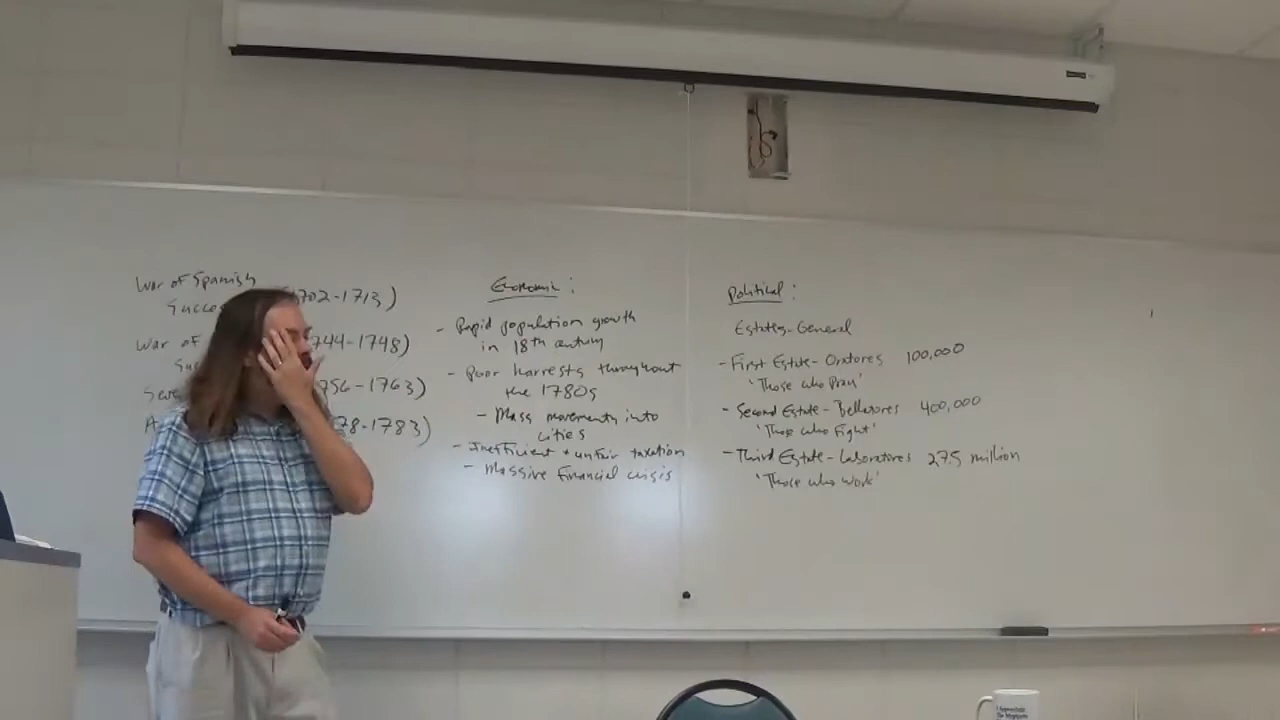 War of Spanish
Succe 1702-1713)
War of 744-1748)
Suc
Seve 756-1763)
A 78-1783)
Economic:
- Rapid population growth
in 18th century
- Poor harvests throughout
the 1780s
- Mass movements into
cities
- Inefficient + unfair taxation
- Massive Financial crisis
Political:
Estates-General
- First Estate - Oratores 100,000
'Those who Pray'
- Second Estate - Bellatores 400,000
'Those who Fight'
- Third Estate - Laboratores 27.5 million
'Those who Work'